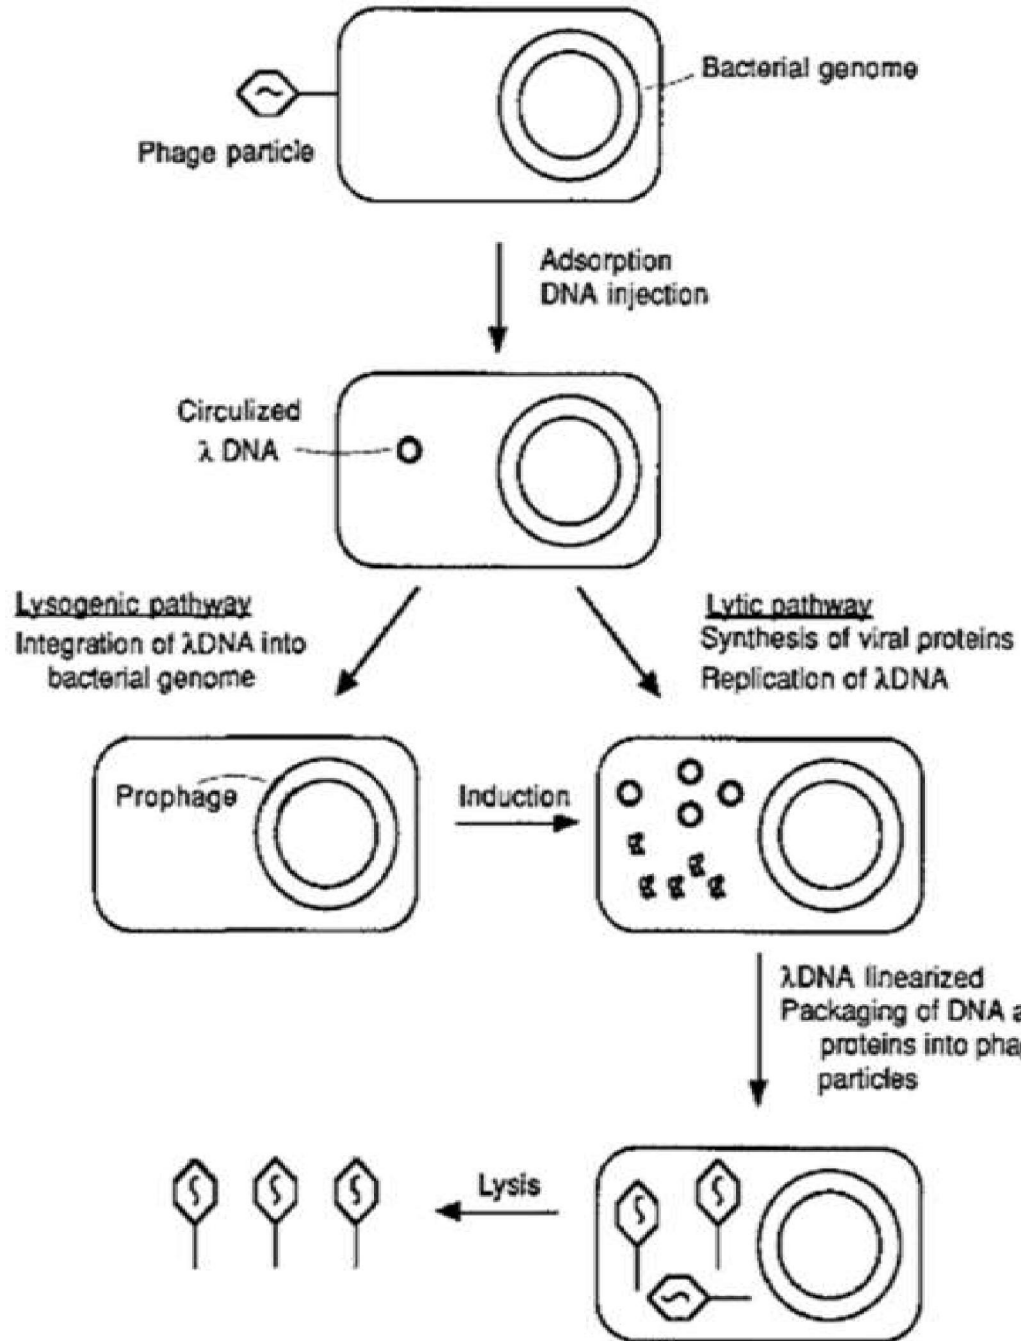 Bacterial genome
Phage particle
Adsorption
DNA injection
Circulized
λ DNA
Lysogenic pathway
Integration of λDNA into
bacterial genome
Lytic pathway
Synthesis of viral proteins
Replication of λDNA
Prophage
Induction
λDNA linearized
Packaging of DNA a
proteins into pha
particles
Lysis